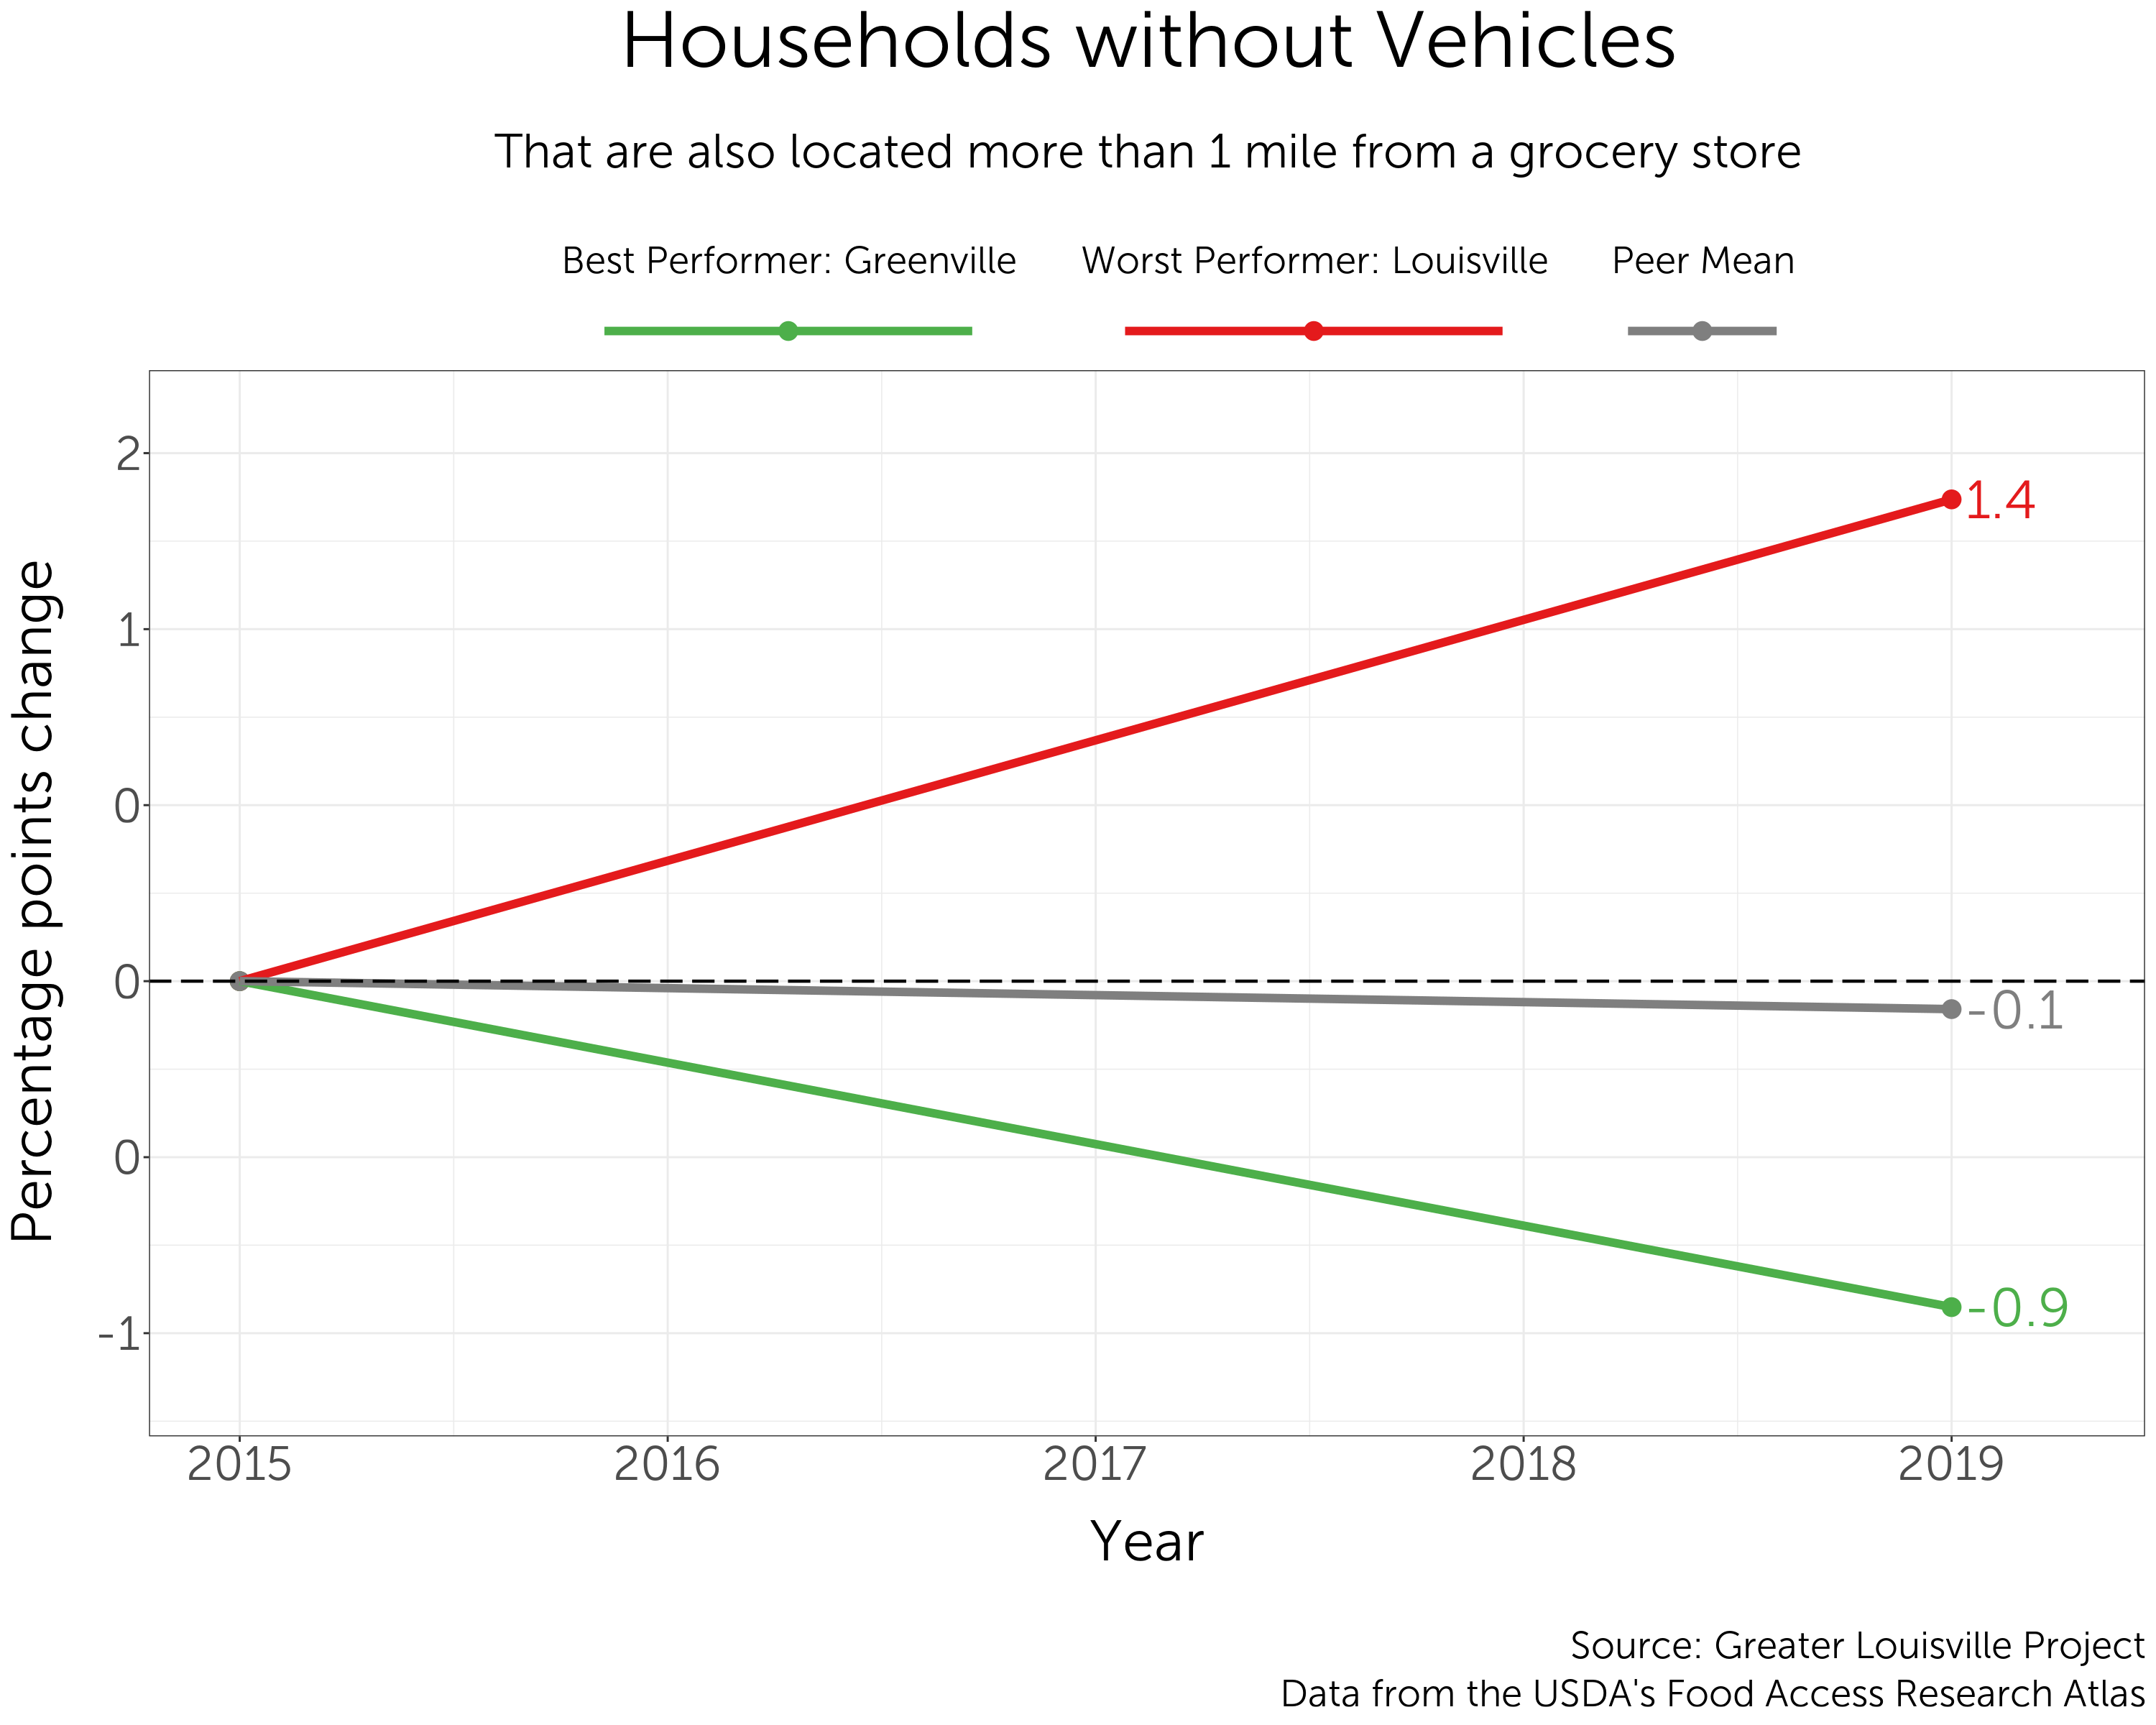 Households without Vehicles
That are also located more than 1 mile from a grocery store
Best Performer: Greenville Worst Performer: Louisville Peer Mean
Percentage points change
2
1
0
0
0
-1
1.4
-0.1
-0.9
2015 2016 2017 2018 2019
Year
Source: Greater Louisville Project
Data from the USDA's Food Access Research Atlas